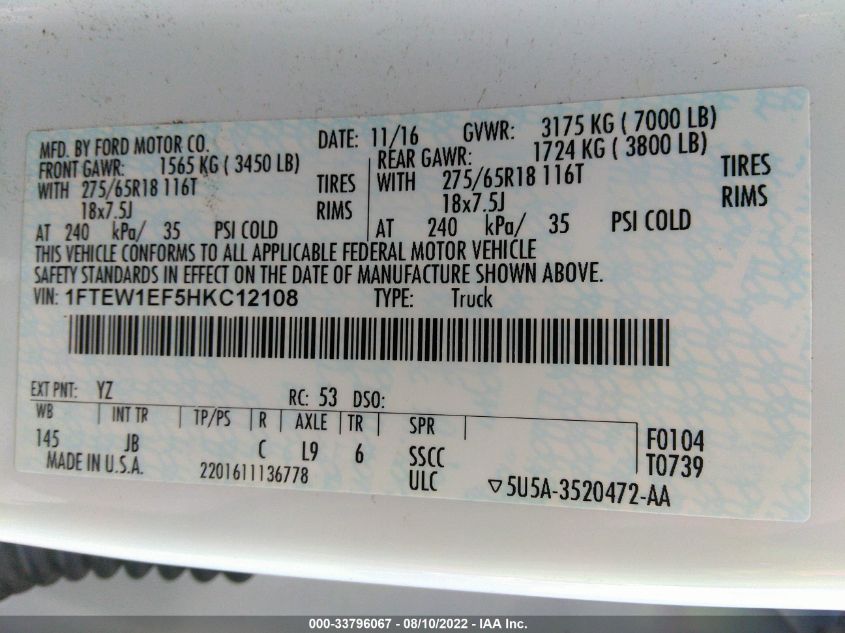 MFD. BY FORD MOTOR CO. DATE: 11/16 GVWR: 3175 KG ( 7000 LB)
FRONT GAWR: 1565 KG ( 3450 LB) REAR GAWR: 1724 KG ( 3800 LB)
WITH 275/65R18 116T TIRES WITH 275/65R18 116T TIRES
18x7.5J RIMS 18x7.5J RIMS
AT 240 kPa/ 35 PSI COLD AT 240 kPa/ 35 PSI COLD
THIS VEHICLE CONFORMS TO ALL APPLICABLE FEDERAL MOTOR VEHICLE
SAFETY STANDARDS IN EFFECT ON THE DATE OF MANUFACTURE SHOWN ABOVE.
VIN: 1FTEW1EF5HKC12108 TYPE: Truck
EXT PNT: YZ RC: 53 DSO:
WB INT TR TP/PS R AXLE TR SPR
145 JB C L9 6 SSCC F0104
MADE IN U.S.A. 2201611136778 ULC T0739
▽5U5A-3520472-AA
000-33796067 - 08/10/2022 - IAA Inc.